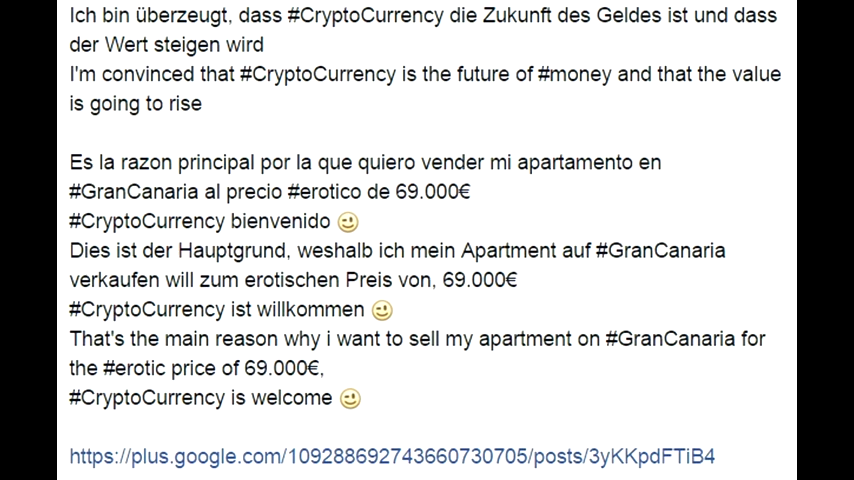 Ich bin überzeugt, dass #CryptoCurrency die Zukunft des Geldes ist und dass
der Wert steigen wird
I'm convinced that #CryptoCurrency is the future of #money and that the value
is going to rise
Es la razon principal por la que quiero vender mi apartamento en
#GranCanaria al precio #erotico de 69.000€
#CryptoCurrency bienvenido 😉
Dies ist der Hauptgrund, weshalb ich mein Apartment auf #GranCanaria
verkaufen will zum erotischen Preis von, 69.000€
#CryptoCurrency ist willkommen 😉
That's the main reason why i want to sell my apartment on #GranCanaria for
the #erotic price of 69.000€,
#CryptoCurrency is welcome 😉
https://plus.google.com/109288692743660730705/posts/3yKKpdFTiB4